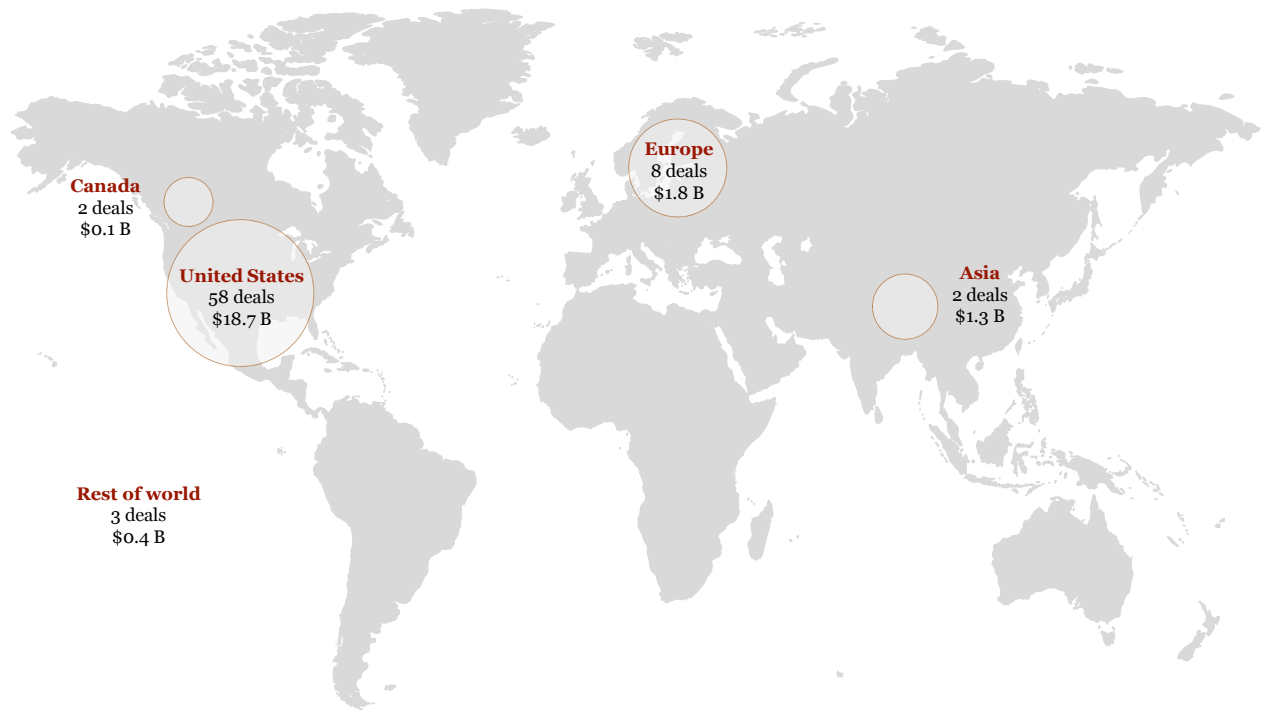 Europe
8 deals
$1.8 B
Canada
2 deals
$0.1 B
United States
58 deals
$18.7 B
Asia
2 deals
$1.3 B
Rest of world
3 deals
$0.4 B